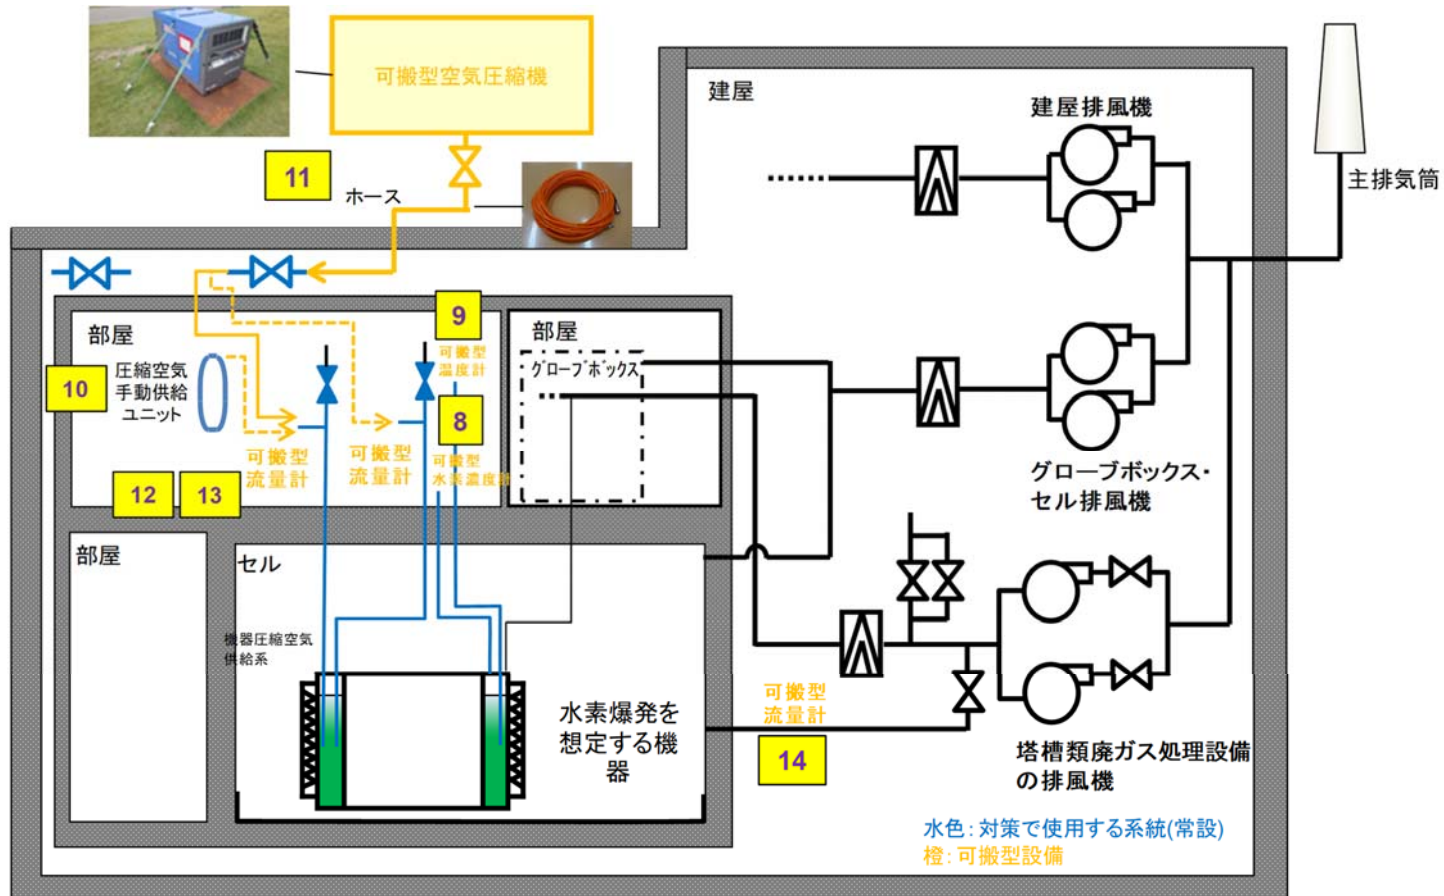 可搬型空気圧縮機
11
ホース
建屋
建屋排風機
主排気筒
部屋
10
圧縮空気
手動供給
ユニット
9
可搬型
温度計
8
可搬型
水素濃度計
可搬型
流量計
可搬型
流量計
12
13
部屋
グローブボックス
グローブボックス・
セル排風機
部屋
セル
機器圧縮空気
供給系
水素爆発を
想定する機
器
可搬型
流量計
14
塔槽類廃ガス処理設備
の排風機
水色：対策で使用する系統(常設)
橙：可搬型設備